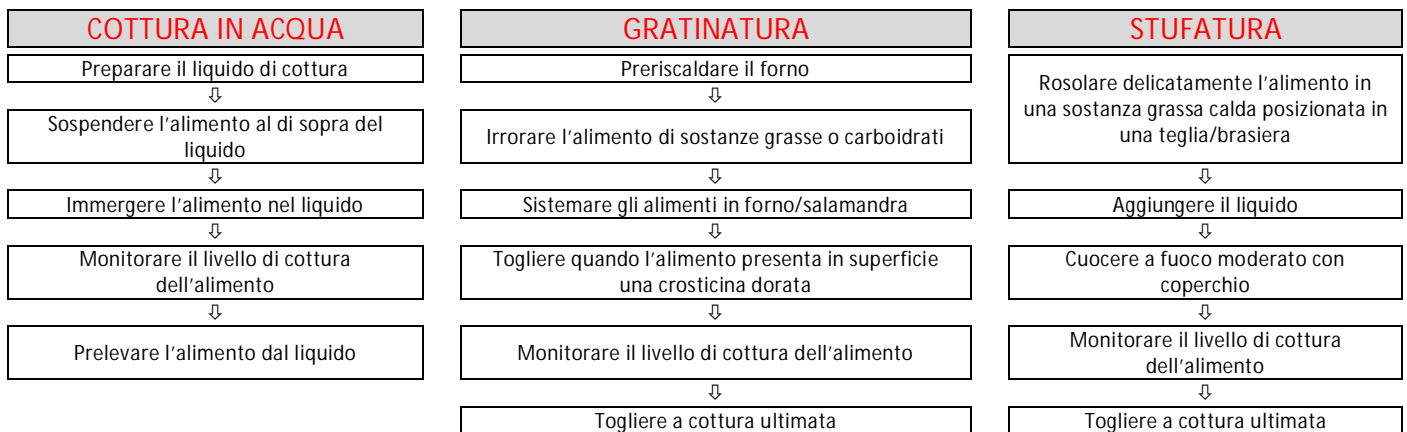 COTTURA IN ACQUA
Preparare il liquido di cottura
⇩
Sospendere l'alimento al di sopra del
liquido
⇩
Immergere l'alimento nel liquido
⇩
Monitorare il livello di cottura
dell'alimento
⇩
Prelevare l'alimento dal liquido
GRATINATURA
Preriscaldare il forno
⇩
Irrorare l'alimento di sostanze grasse o carboidrati
⇩
Sistemare gli alimenti in forno/salamandra
⇩
Togliere quando l'alimento presenta in superficie
una crosticina dorata
⇩
Monitorare il livello di cottura dell'alimento
⇩
Togliere a cottura ultimata
STUFATURA
Rosolare delicatamente l'alimento in
una sostanza grassa calda posizionata in
una teglia/brasiera
⇩
Aggiungere il liquido
⇩
Cuocere a fuoco moderato con
coperchio
⇩
Monitorare il livello di cottura
dell'alimento
⇩
Togliere a cottura ultimata